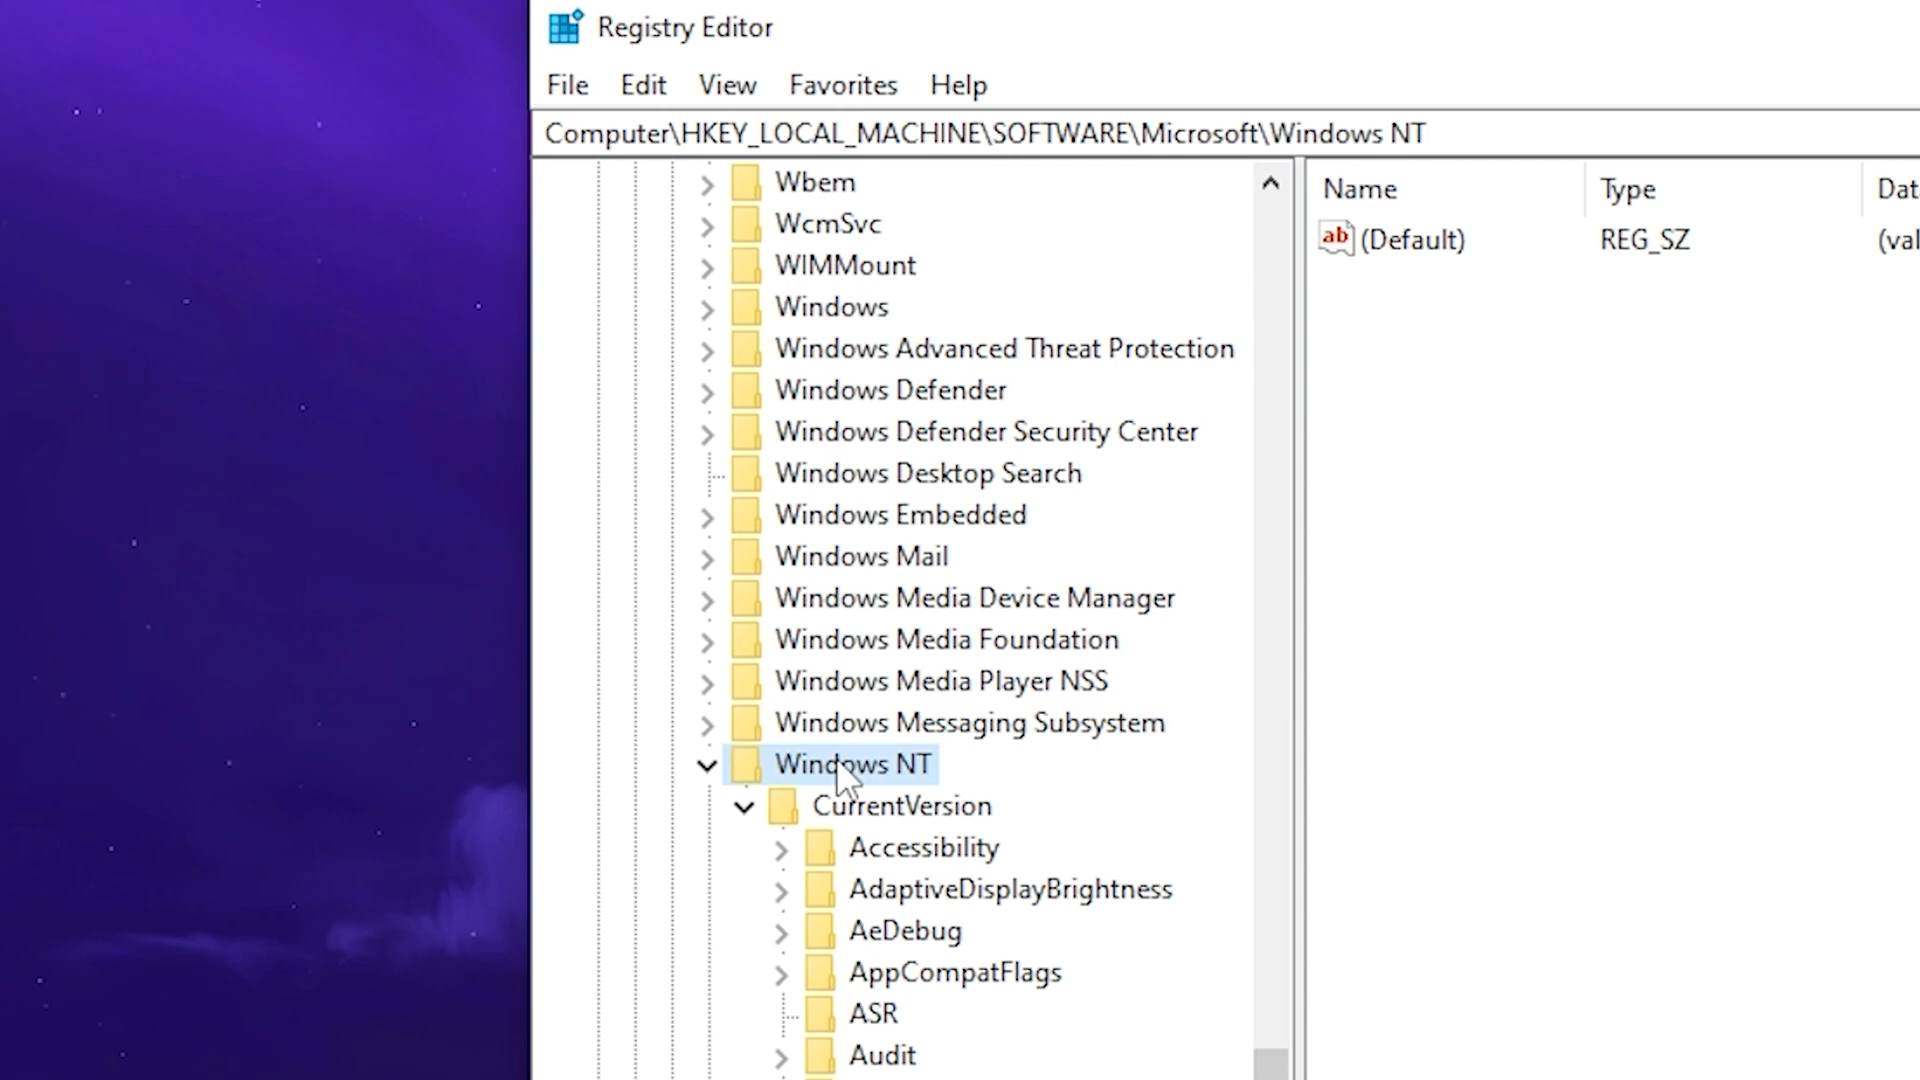 Registry Editor
File Edit View Favorites Help
Computer\HKEY_LOCAL_MACHINE\SOFTWARE\Microsoft\Windows NT
Wbem
WcmSvc
WIMMount
Windows
Windows Advanced Threat Protection
Windows Defender
Windows Defender Security Center
Windows Desktop Search
Windows Embedded
Windows Mail
Windows Media Device Manager
Windows Media Foundation
Windows Media Player NSS
Windows Messaging Subsystem
Windows NT
CurrentVersion
Accessibility
AdaptiveDisplayBrightness
AeDebug
AppCompatFlags
ASR
Audit
Name Type Dat
ab (Default) REG_SZ (val